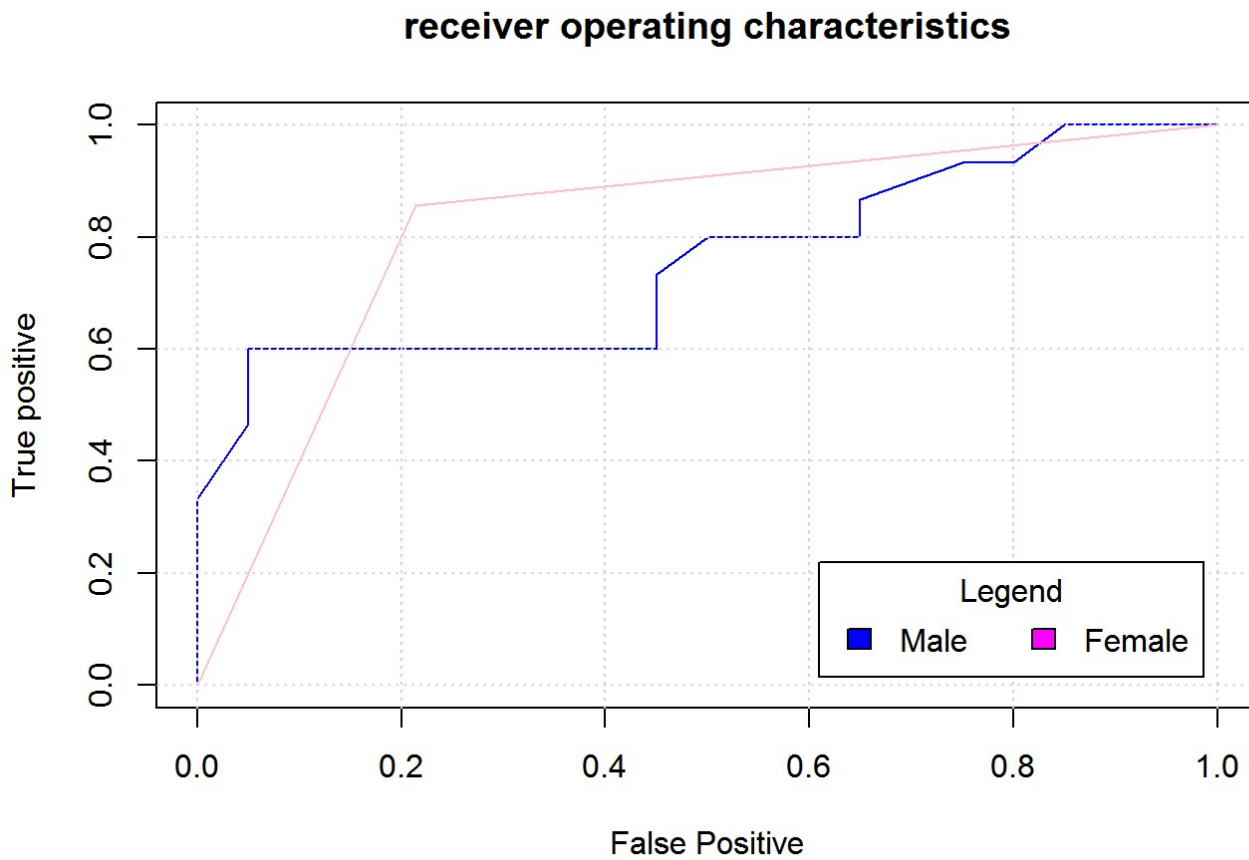 receiver operating characteristics
True positive
1.0
0.8
0.6
0.4
0.2
0.0
Legend
Male Female
0.0 0.2 0.4 0.6 0.8 1.0
False Positive